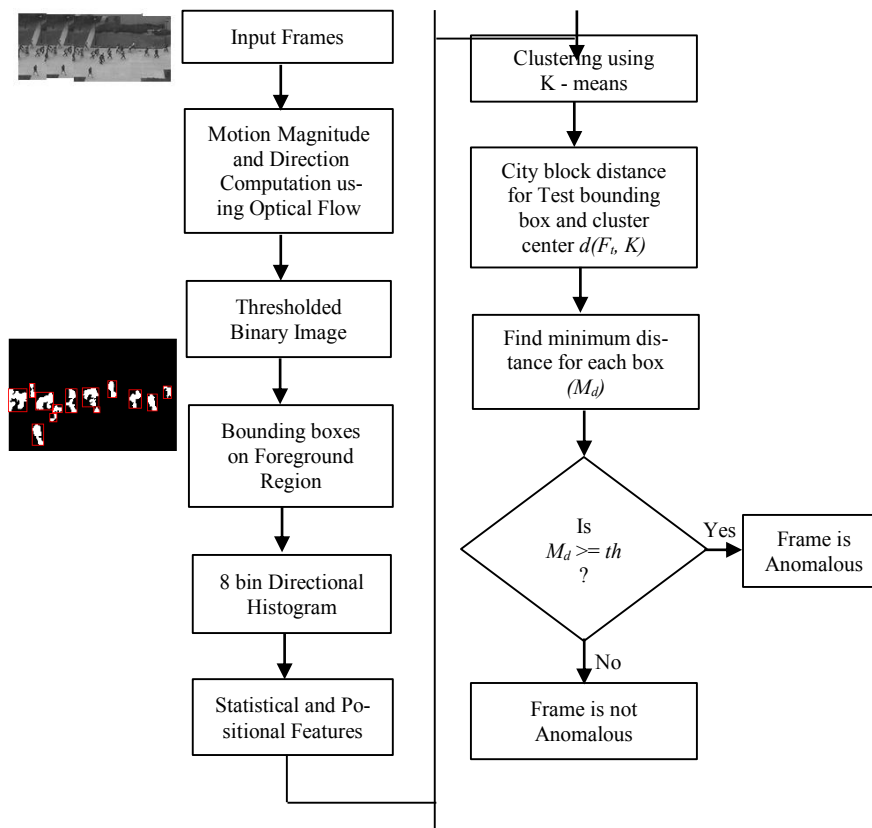 Input Frames
Motion Magnitude
and Direction
Computation us-
ing Optical Flow
Thresholded
Binary Image
Bounding boxes
on Foreground
Region
8 bin Directional
Histogram
Statistical and Po-
sitional Features
Clustering using
K - means
City block distance
for Test bounding
box and cluster
center d(Ft, K)
Find minimum dis-
tance for each box
(Md)
Is
Md >= th
?
Yes
Frame is
Anomalous
No
Frame is not
Anomalous